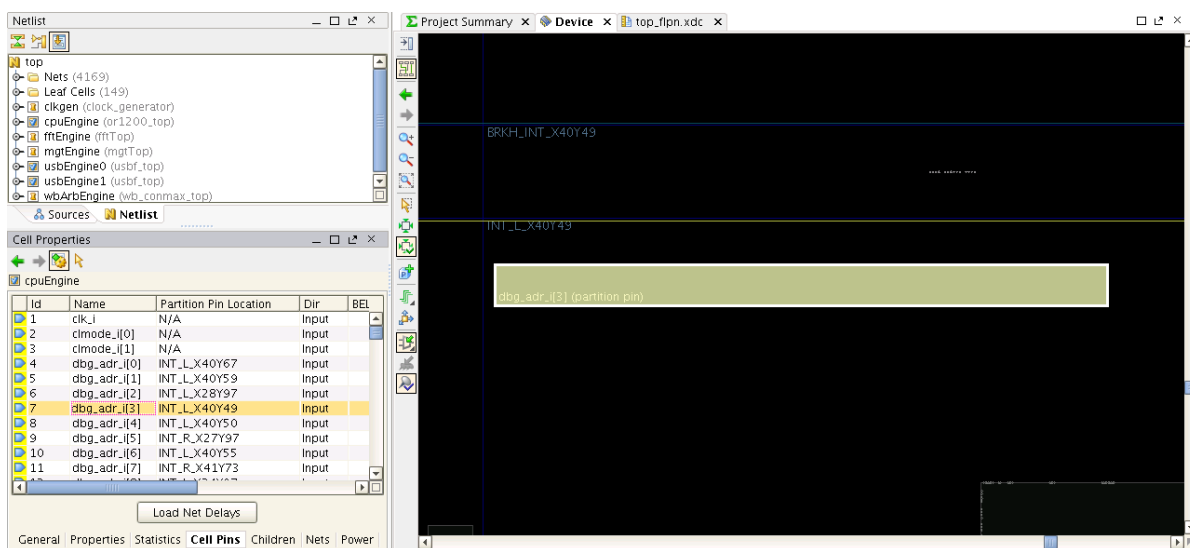 Netlist
top
Nets (4169)
Leaf Cells (149)
clkgen (clock_generator)
cpuEngine (or1200_top)
fftEngine (fftTop)
mgtEngine (mgtTop)
usbEngine0 (usbf_top)
usbEngine1 (usbf_top)
wbArbEngine (wb_conmax_top)
Sources Netlist
Cell Properties
cpuEngine
Id Name Partition Pin Location Dir BEL
1 clk_i N/A Input
2 clmode_i[0] N/A Input
3 clmode_i[1] N/A Input
4 dbg_adr_i[0] INT_L_X40Y67 Input
5 dbg_adr_i[1] INT_L_X40Y59 Input
6 dbg_adr_i[2] INT_L_X28Y97 Input
7 dbg_adr_i[3] INT_L_X40Y49 Input
8 dbg_adr_i[4] INT_L_X40Y50 Input
9 dbg_adr_i[5] INT_R_X27Y97 Input
10 dbg_adr_i[6] INT_L_X40Y55 Input
11 dbg_adr_i[7] INT_R_X41Y73 Input
Load Net Delays
General Properties Statistics Cell Pins Children Nets Power
Project Summary Device top_flpn.xdc
BRKH_INT_X40Y49
INT_L_X40Y49
dbg_adr_i[3] (partition pin)